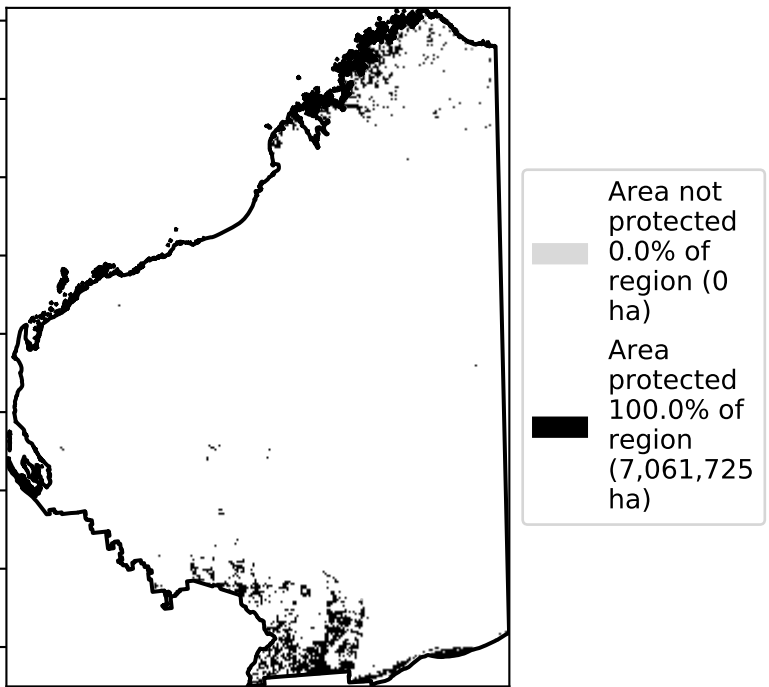 Area not
protected
0.0% of
region (0
ha)
Area
protected
100.0% of
region
(7,061,725
ha)